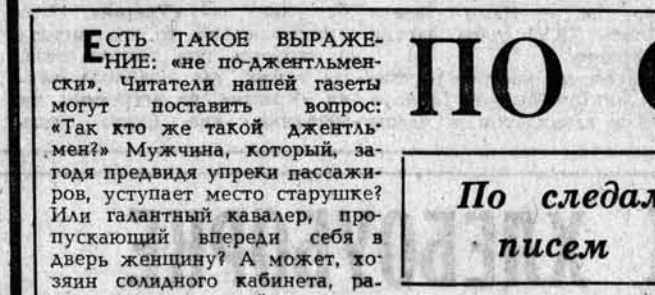 ЕСТЬ ТАКОЕ ВЫРАЖЕ-
НИЕ: «не по-джентльмен-
ски». Читатели нашей газеты
могут поставить вопрос:
«Так кто же такой джентль-
мен?» Мужчина, который, за-
годя предвидя упреки пассажи-
ров, уступает место старушке?
Или галантный кавалер, про-
пускающий впереди себя в
дверь женщину? А может, хо-
зяин солидного кабинета, ра-
ПО
По следам
писем